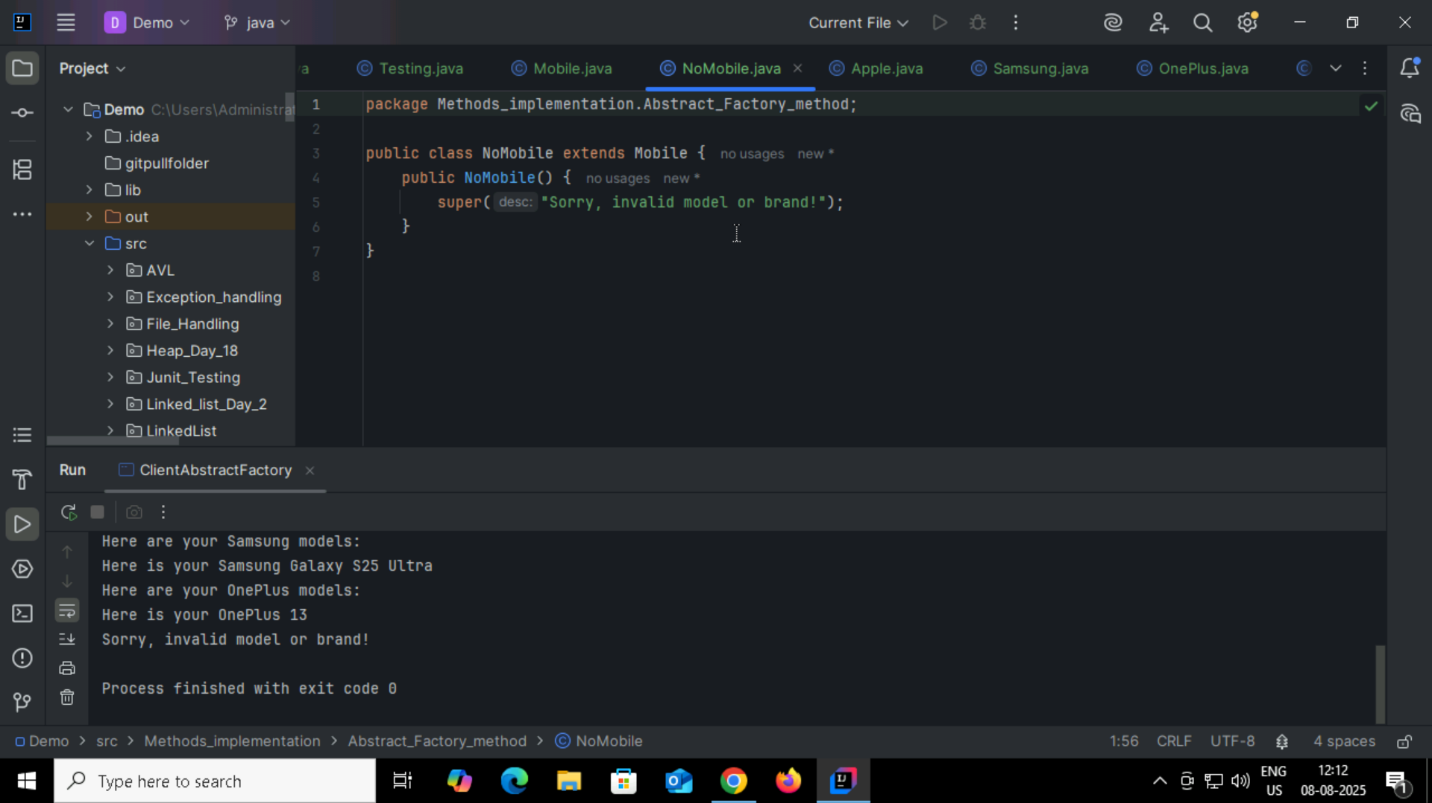 D Demo java Current File
Project
a Testing.java Mobile.java NoMobile.java Apple.java Samsung.java OnePlus.java
Demo C:\Users\Administrat
.idea
gitpullfolder
lib
out
src
AVL
Exception_handling
File_Handling
Heap_Day_18
Junit_Testing
Linked_list_Day_2
LinkedList
1 package Methods_implementation.Abstract_Factory_method;
2
3 public class NoMobile extends Mobile { no usages new *
4 public NoMobile() { no usages new *
5 super( desc: "Sorry, invalid model or brand!");
6 }
7 }
8
Run ClientAbstractFactory
Here are your Samsung models:
Here is your Samsung Galaxy S25 Ultra
Here are your OnePlus models:
Here is your OnePlus 13
Sorry, invalid model or brand!
Process finished with exit code 0
Demo > src > Methods_implementation > Abstract_Factory_method > NoMobile 1:56 CRLF UTF-8 4 spaces
Type here to search
ENG
US
12:12
08-08-2025
1